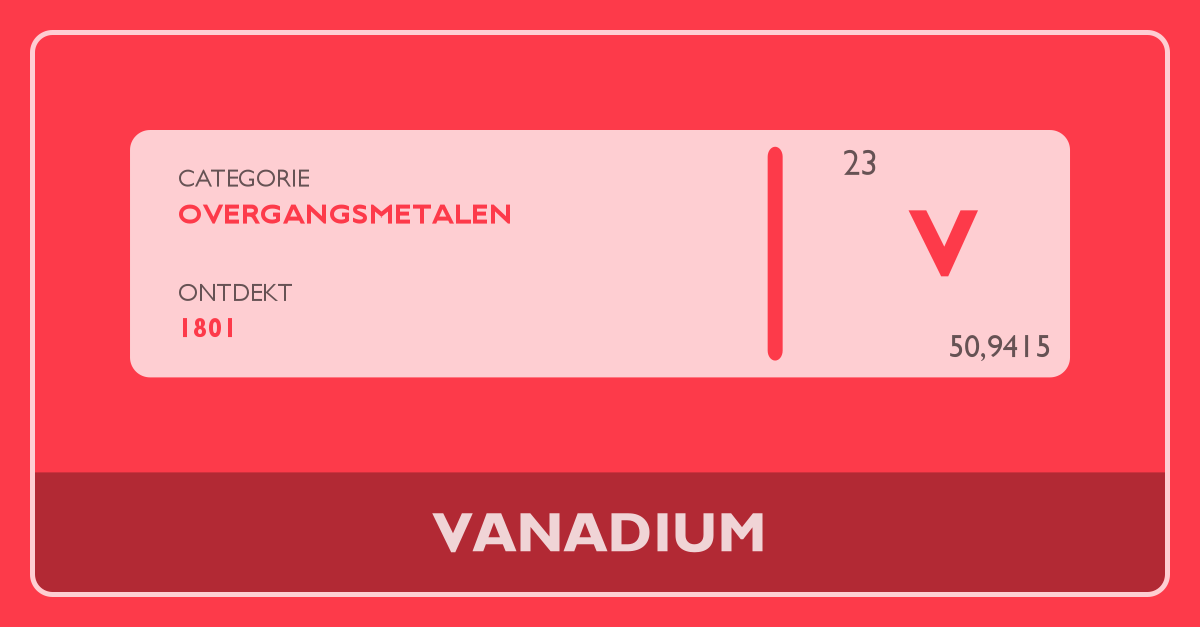 CATEGORIE
OVERGANGSMETALEN
ONTDEKT
1801
23
V
50,9415
VANADIUM